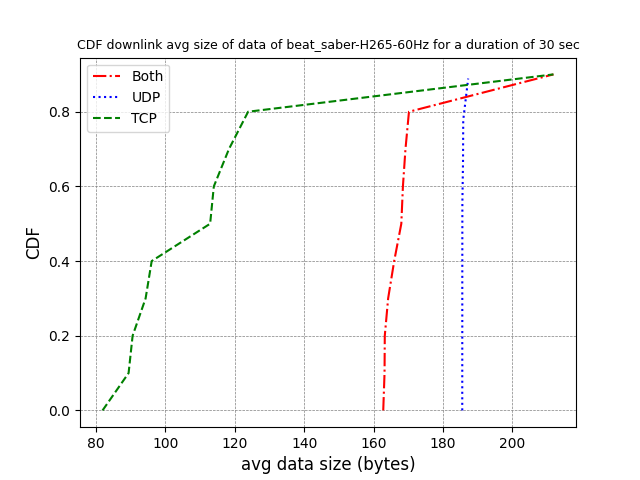 CDF downlink avg size of data of beat_saber-H265-60Hz for a duration of 30 sec
Both
UDP
TCP
CDF
0.8
0.6
0.4
0.2
0.0
80 100 120 140 160 180 200
avg data size (bytes)